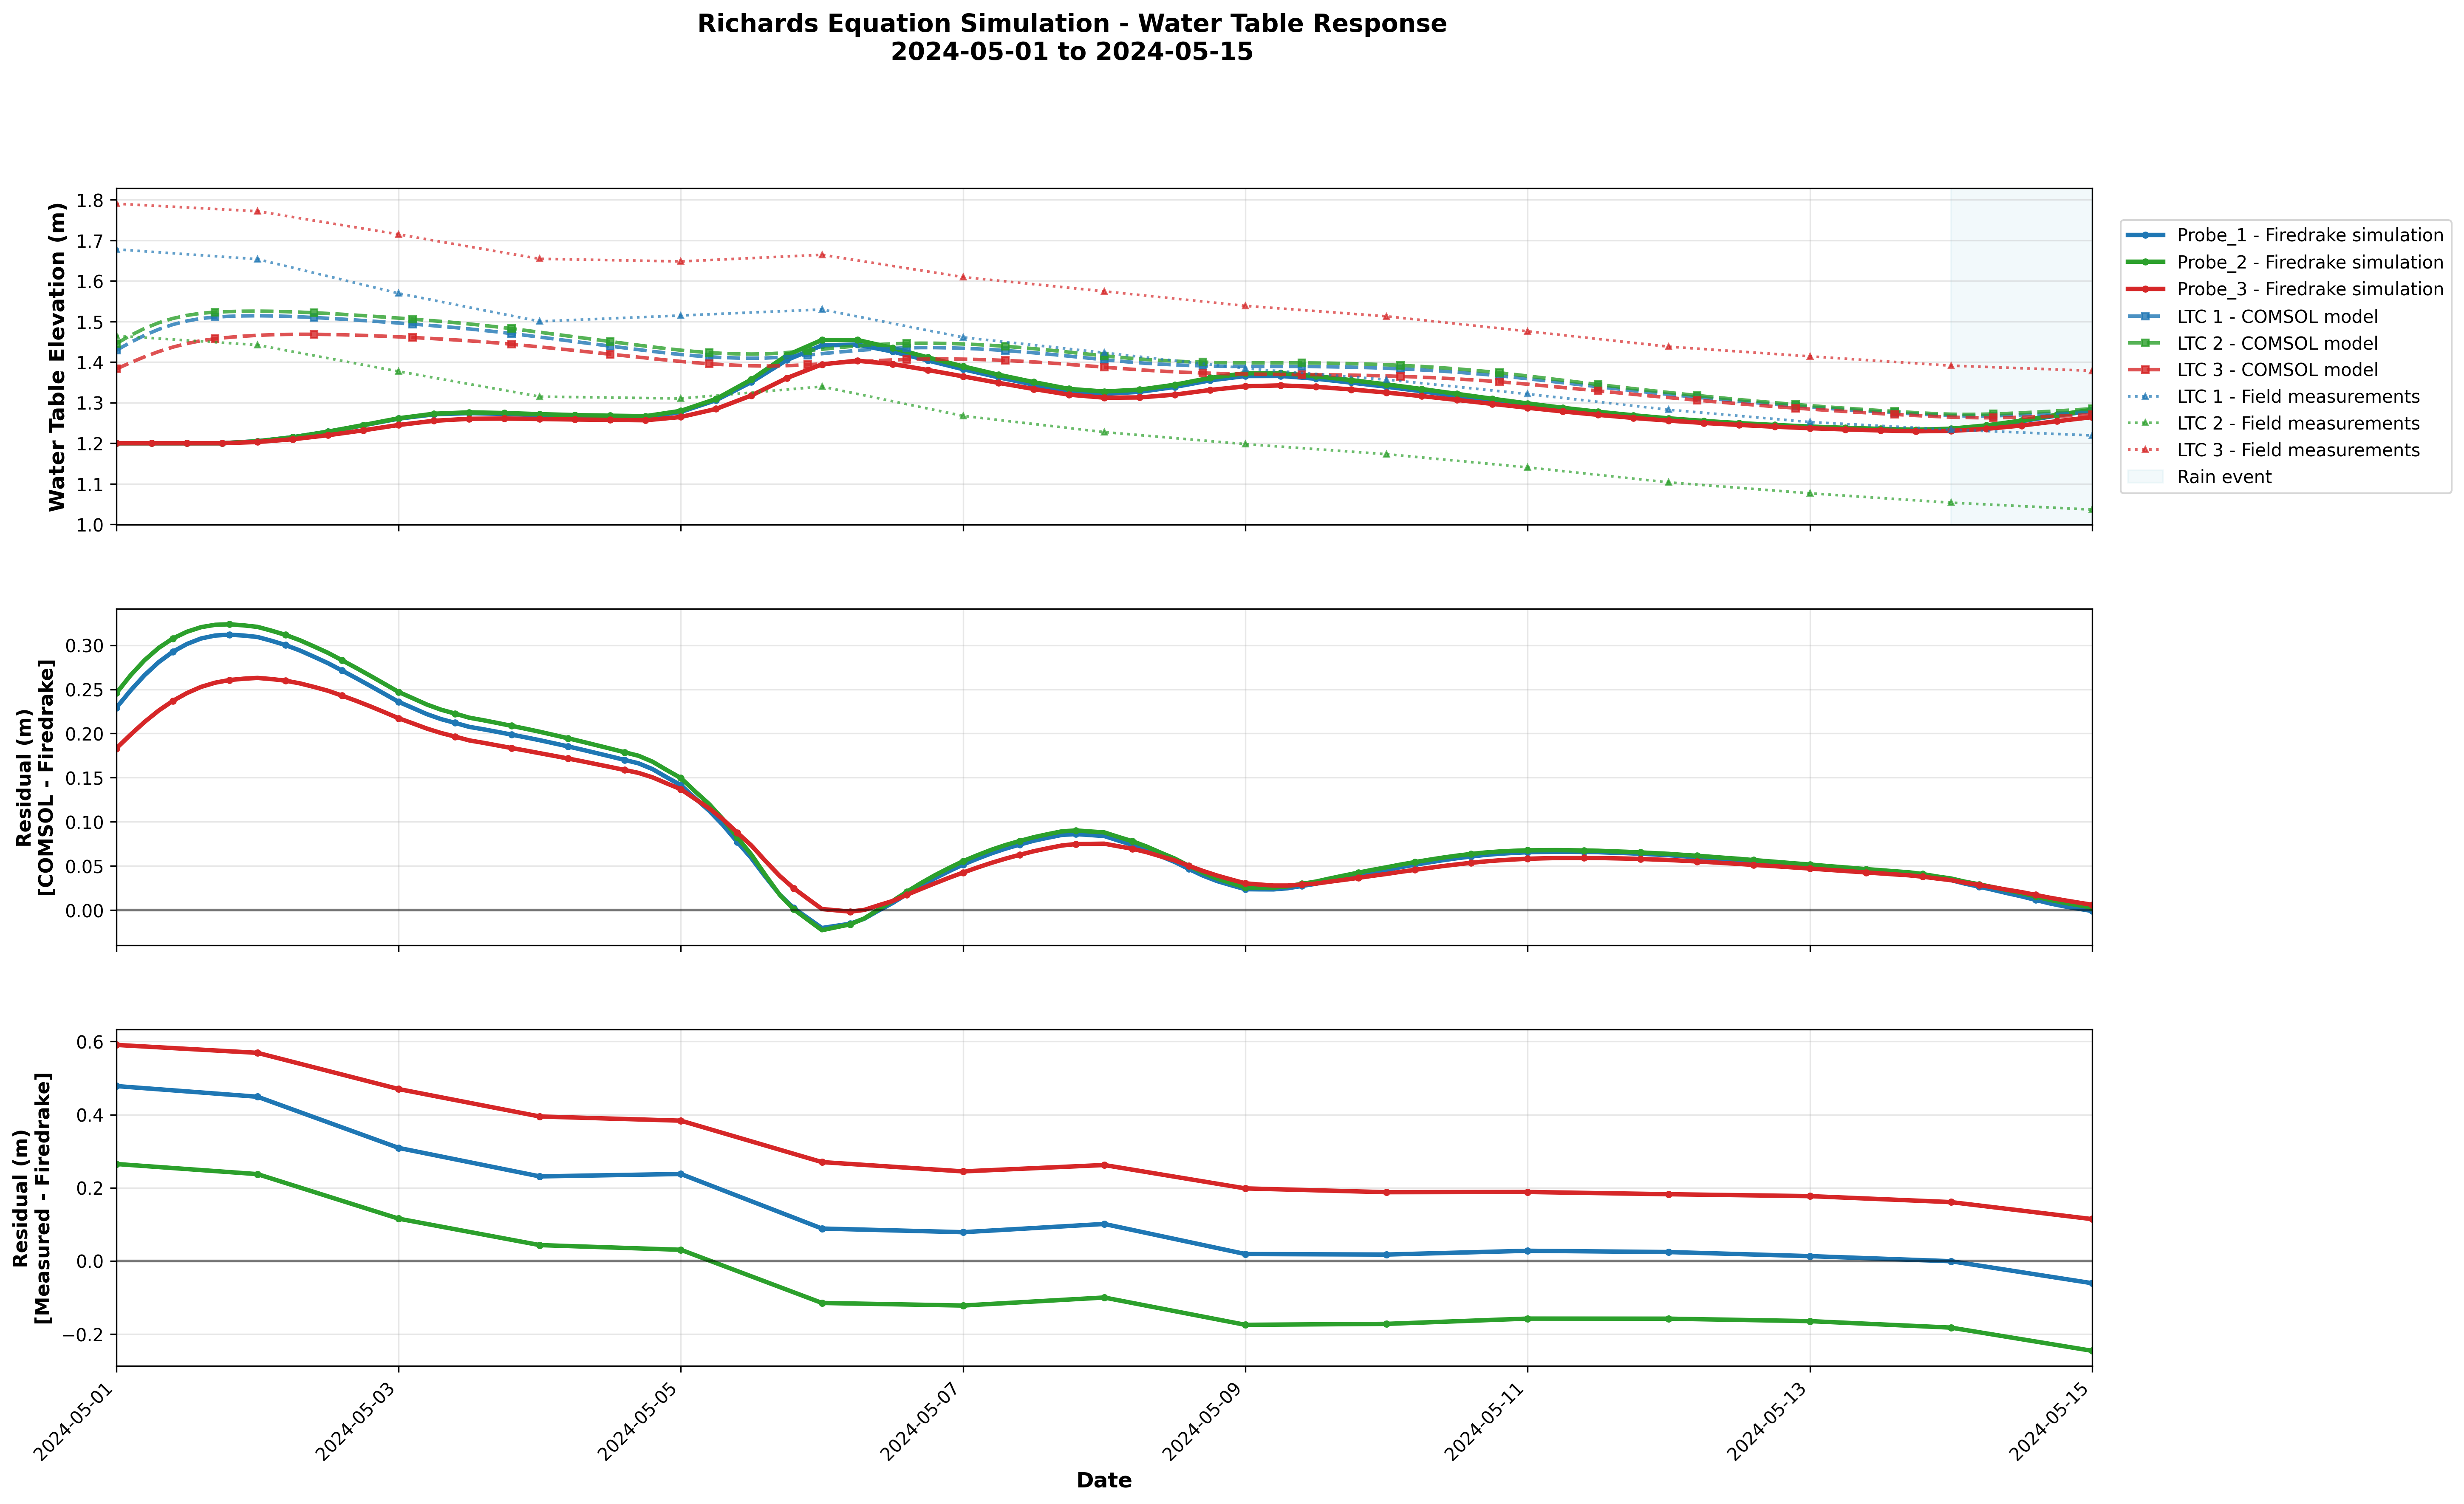 Richards Equation Simulation - Water Table Response
2024-05-01 to 2024-05-15
Water Table Elevation (m)
1.8
1.7
1.6
1.5
1.4
1.3
1.2
1.1
1.0
Probe_1 - Firedrake simulation
Probe_2 - Firedrake simulation
Probe_3 - Firedrake simulation
LTC 1 - COMSOL model
LTC 2 - COMSOL model
LTC 3 - COMSOL model
LTC 1 - Field measurements
LTC 2 - Field measurements
LTC 3 - Field measurements
Rain event
Residual (m)
[COMSOL - Firedrake]
0.30
0.25
0.20
0.15
0.10
0.05
0.00
Residual (m)
[Measured - Firedrake]
0.6
0.4
0.2
0.0
−0.2
2024-05-01
2024-05-03
2024-05-05
2024-05-07
2024-05-09
2024-05-11
2024-05-13
2024-05-15
Date